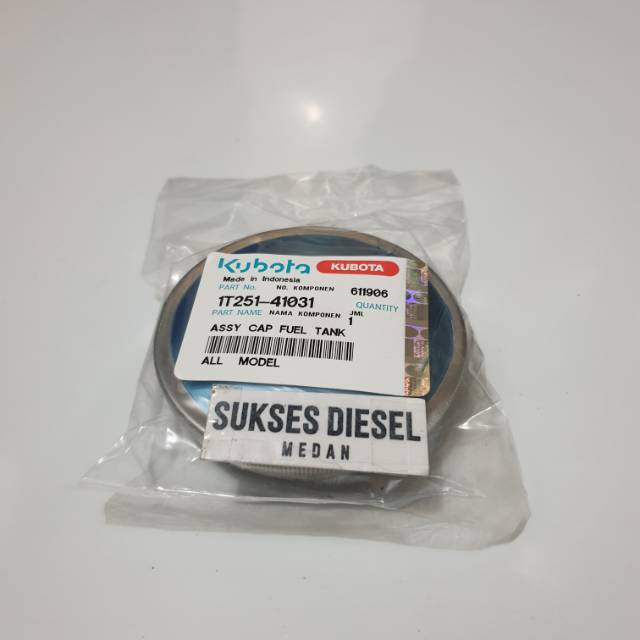 Kubota KUBOTA
Made in Indonesia
PART No. NO. KOMPONEN 611906
1T251-41031 QUANTITY
PART NAME NAMA KOMPONEN JML
1
ASSY CAP FUEL TANK
ALL MODEL
SUKSES DIESEL
MEDAN